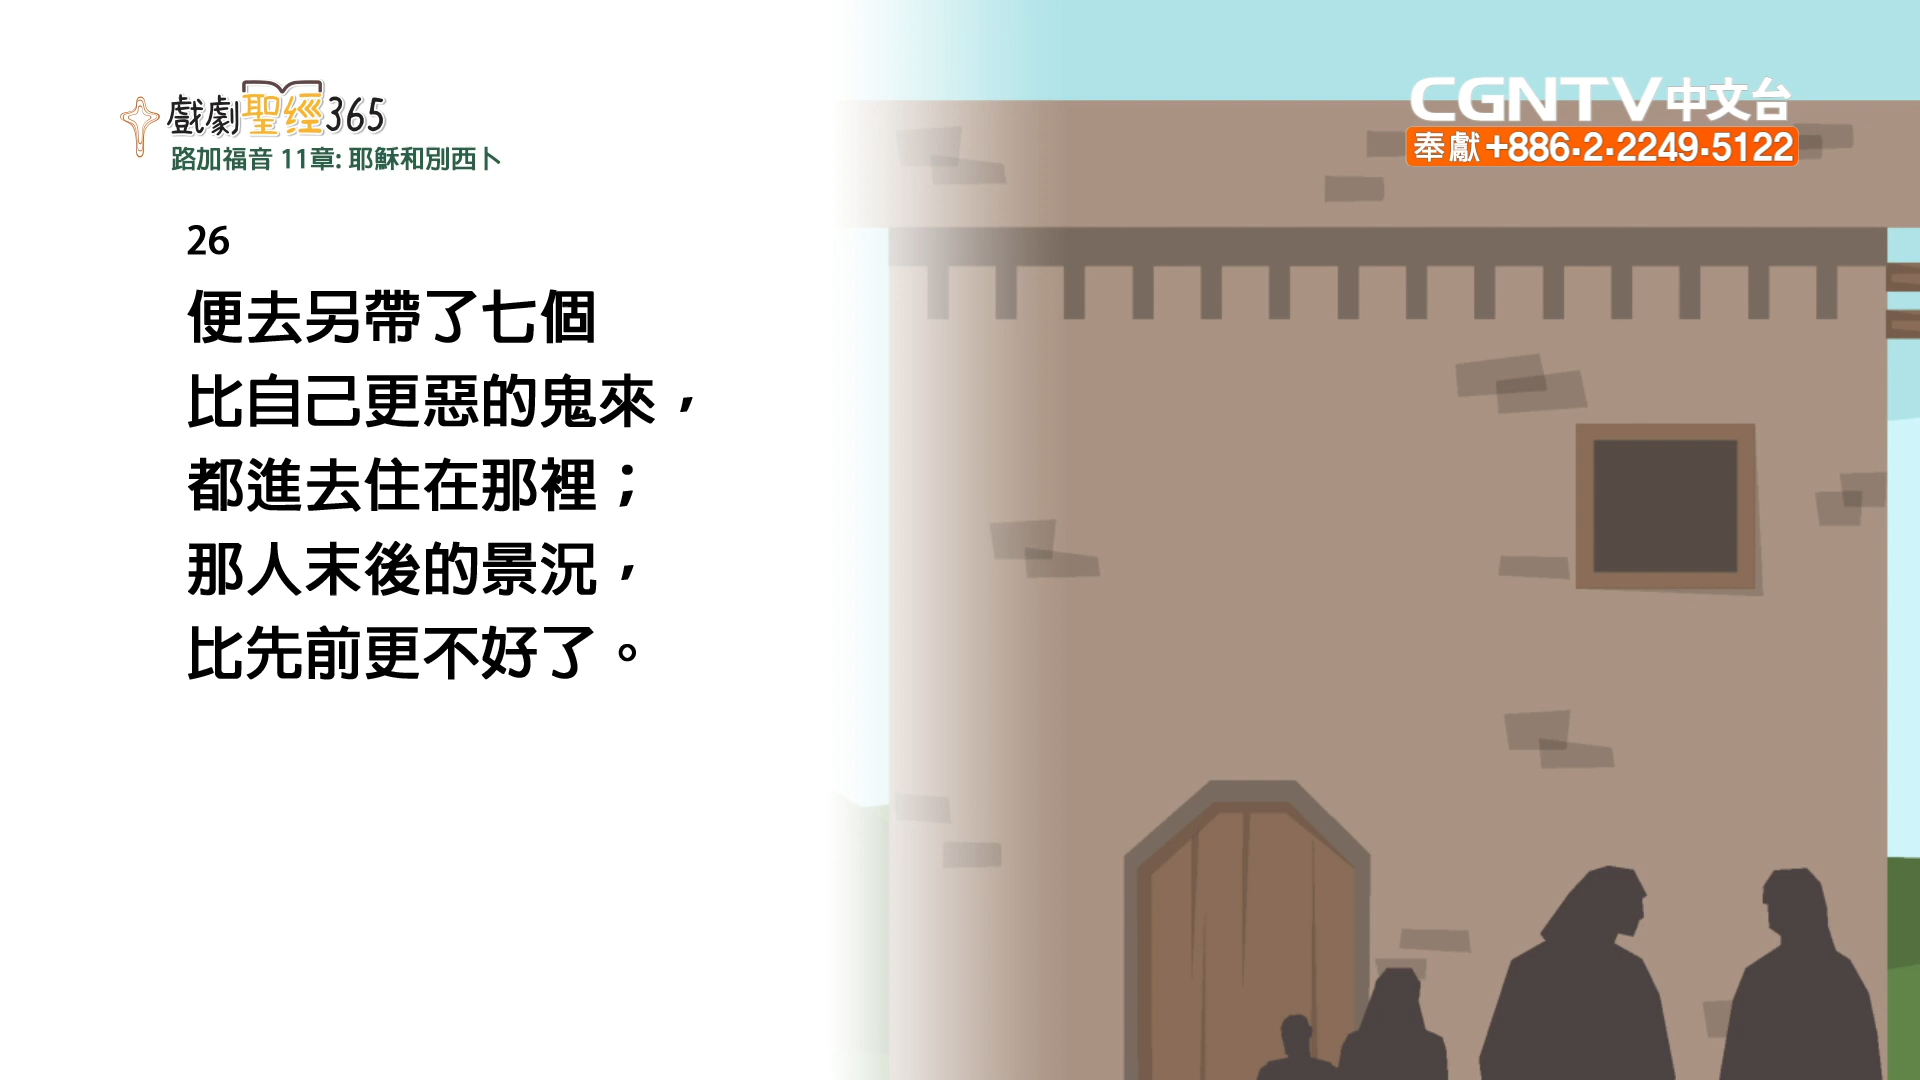 戲劇聖經365
路加福音 11章: 耶穌和別西卜
CGNTV中文台
奉獻 +886·2·2249·5122
26
便去另帶了七個
比自己更惡的鬼來，
都進去住在那裡；
那人末後的景況，
比先前更不好了。